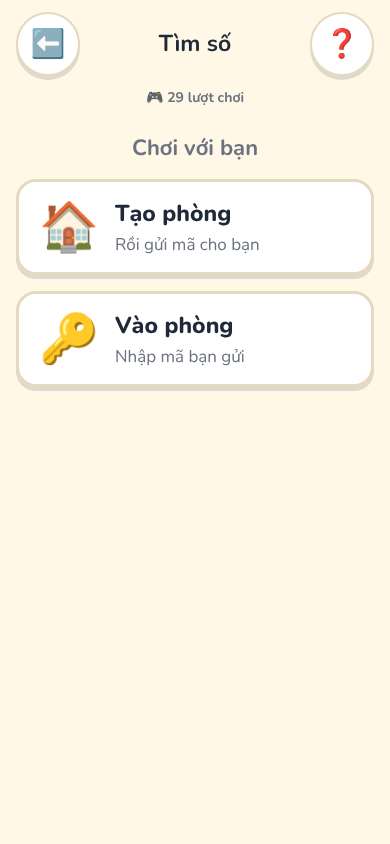 Tìm số
29 lượt chơi
Chơi với bạn
Tạo phòng
Rồi gửi mã cho bạn
Vào phòng
Nhập mã bạn gửi